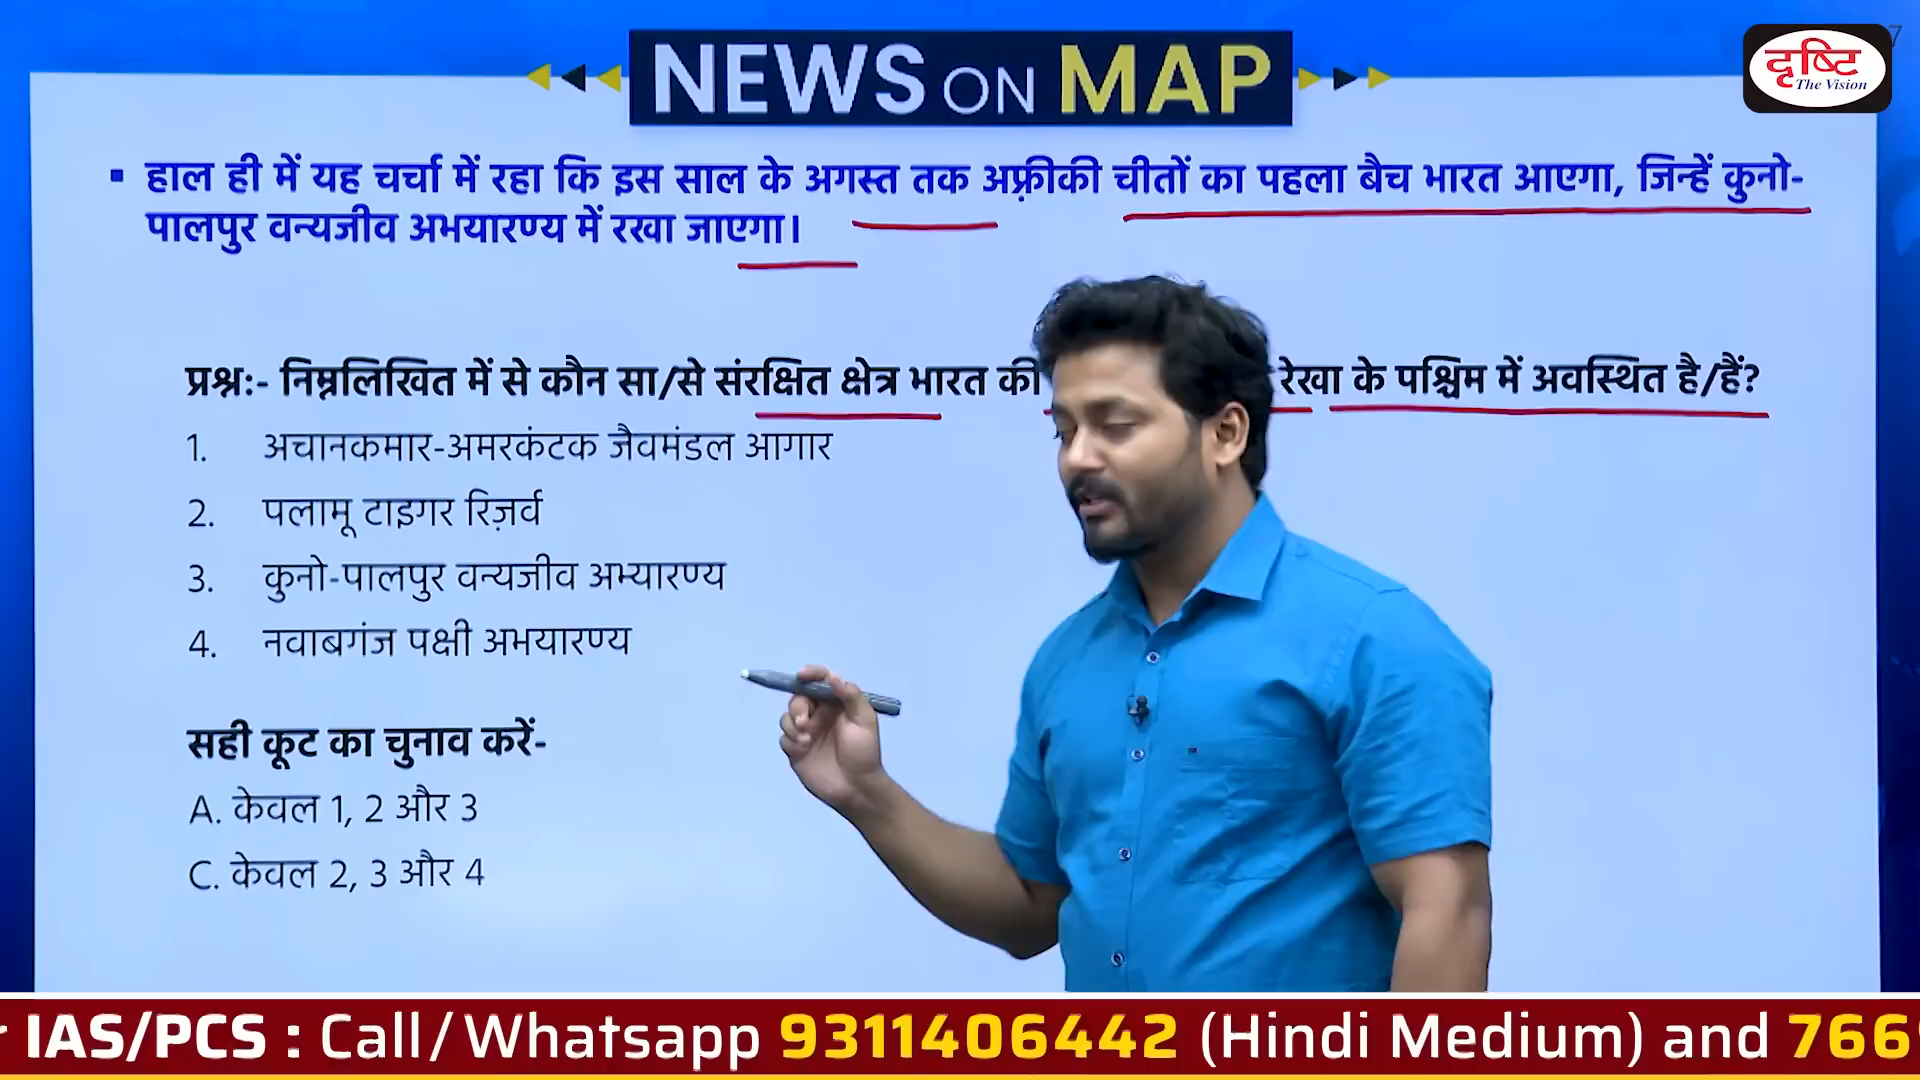 NEWS ON MAP
7
दृष्टि
The Vision
▪ हाल ही में यह चर्चा में रहा कि इस साल के अगस्त तक अफ़्रीकी चीतों का पहला बैच भारत आएगा, जिन्हें कुनो-
पालपुर वन्यजीव अभयारण्य में रखा जाएगा।
प्रश्न:- निम्नलिखित में से कौन सा/से संरक्षित क्षेत्र भारत की रेखा के पश्चिम में अवस्थित है/हैं?
1. अचानकमार-अमरकंटक जैवमंडल आगार
2. पलामू टाइगर रिज़र्व
3. कुनो-पालपुर वन्यजीव अभ्यारण्य
4. नवाबगंज पक्षी अभयारण्य
सही कूट का चुनाव करें-
A. केवल 1, 2 और 3
C. केवल 2, 3 और 4
IAS/PCS : Call/Whatsapp 9311406442 (Hindi Medium) and 766